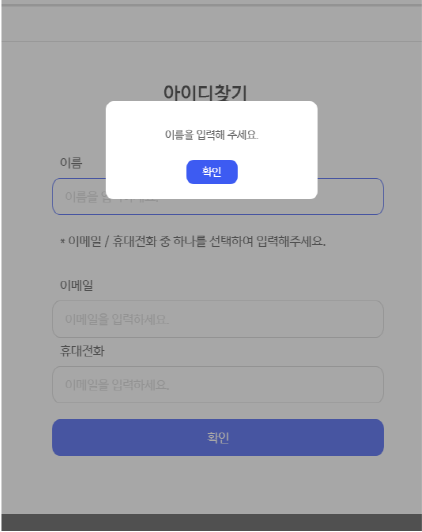 아이디찾기
이름을 입력해 주세요.
확인
이름
이름을
* 이메일 / 휴대전화 중 하나를 선택하여 입력해주세요.
이메일
이메일을 입력하세요.
휴대전화
이메일을 입력하세요.
확인